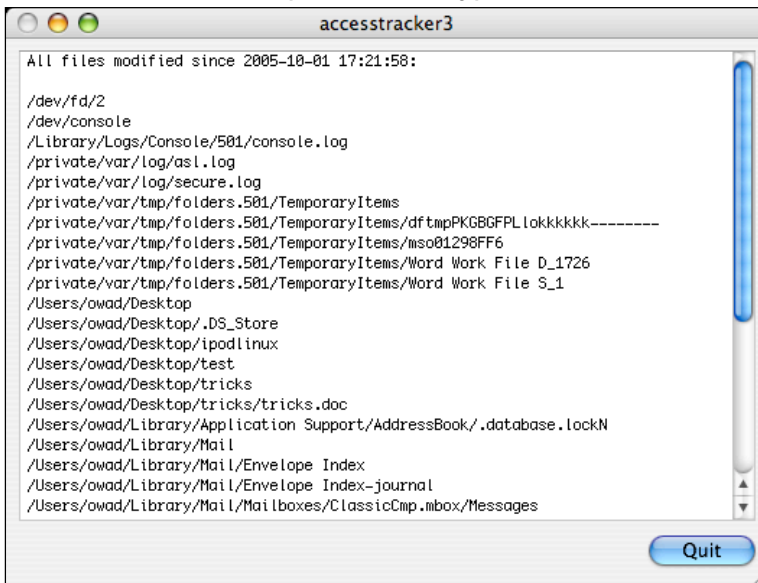 accesstracker3
All files modified since 2005-10-01 17:21:58:
/dev/fd/2
/dev/console
/Library/Logs/Console/501/console.log
/private/var/log/asl.log
/private/var/log/secure.log
/private/var/tmp/folders.501/TemporaryItems
/private/var/tmp/folders.501/TemporaryItems/dftmpPKGBGFPLlokkkkkk--------
/private/var/tmp/folders.501/TemporaryItems/mso01298FF6
/private/var/tmp/folders.501/TemporaryItems/Word Work File D_1726
/private/var/tmp/folders.501/TemporaryItems/Word Work File S_1
/Users/owad/Desktop
/Users/owad/Desktop/.DS_Store
/Users/owad/Desktop/ipodlinux
/Users/owad/Desktop/test
/Users/owad/Desktop/tricks
/Users/owad/Desktop/tricks/tricks.doc
/Users/owad/Library/Application Support/AddressBook/.database.lockN
/Users/owad/Library/Mail
/Users/owad/Library/Mail/Envelope Index
/Users/owad/Library/Mail/Envelope Index-journal
/Users/owad/Library/Mail/Mailboxes/ClassicCmp.mbox/Messages
Quit